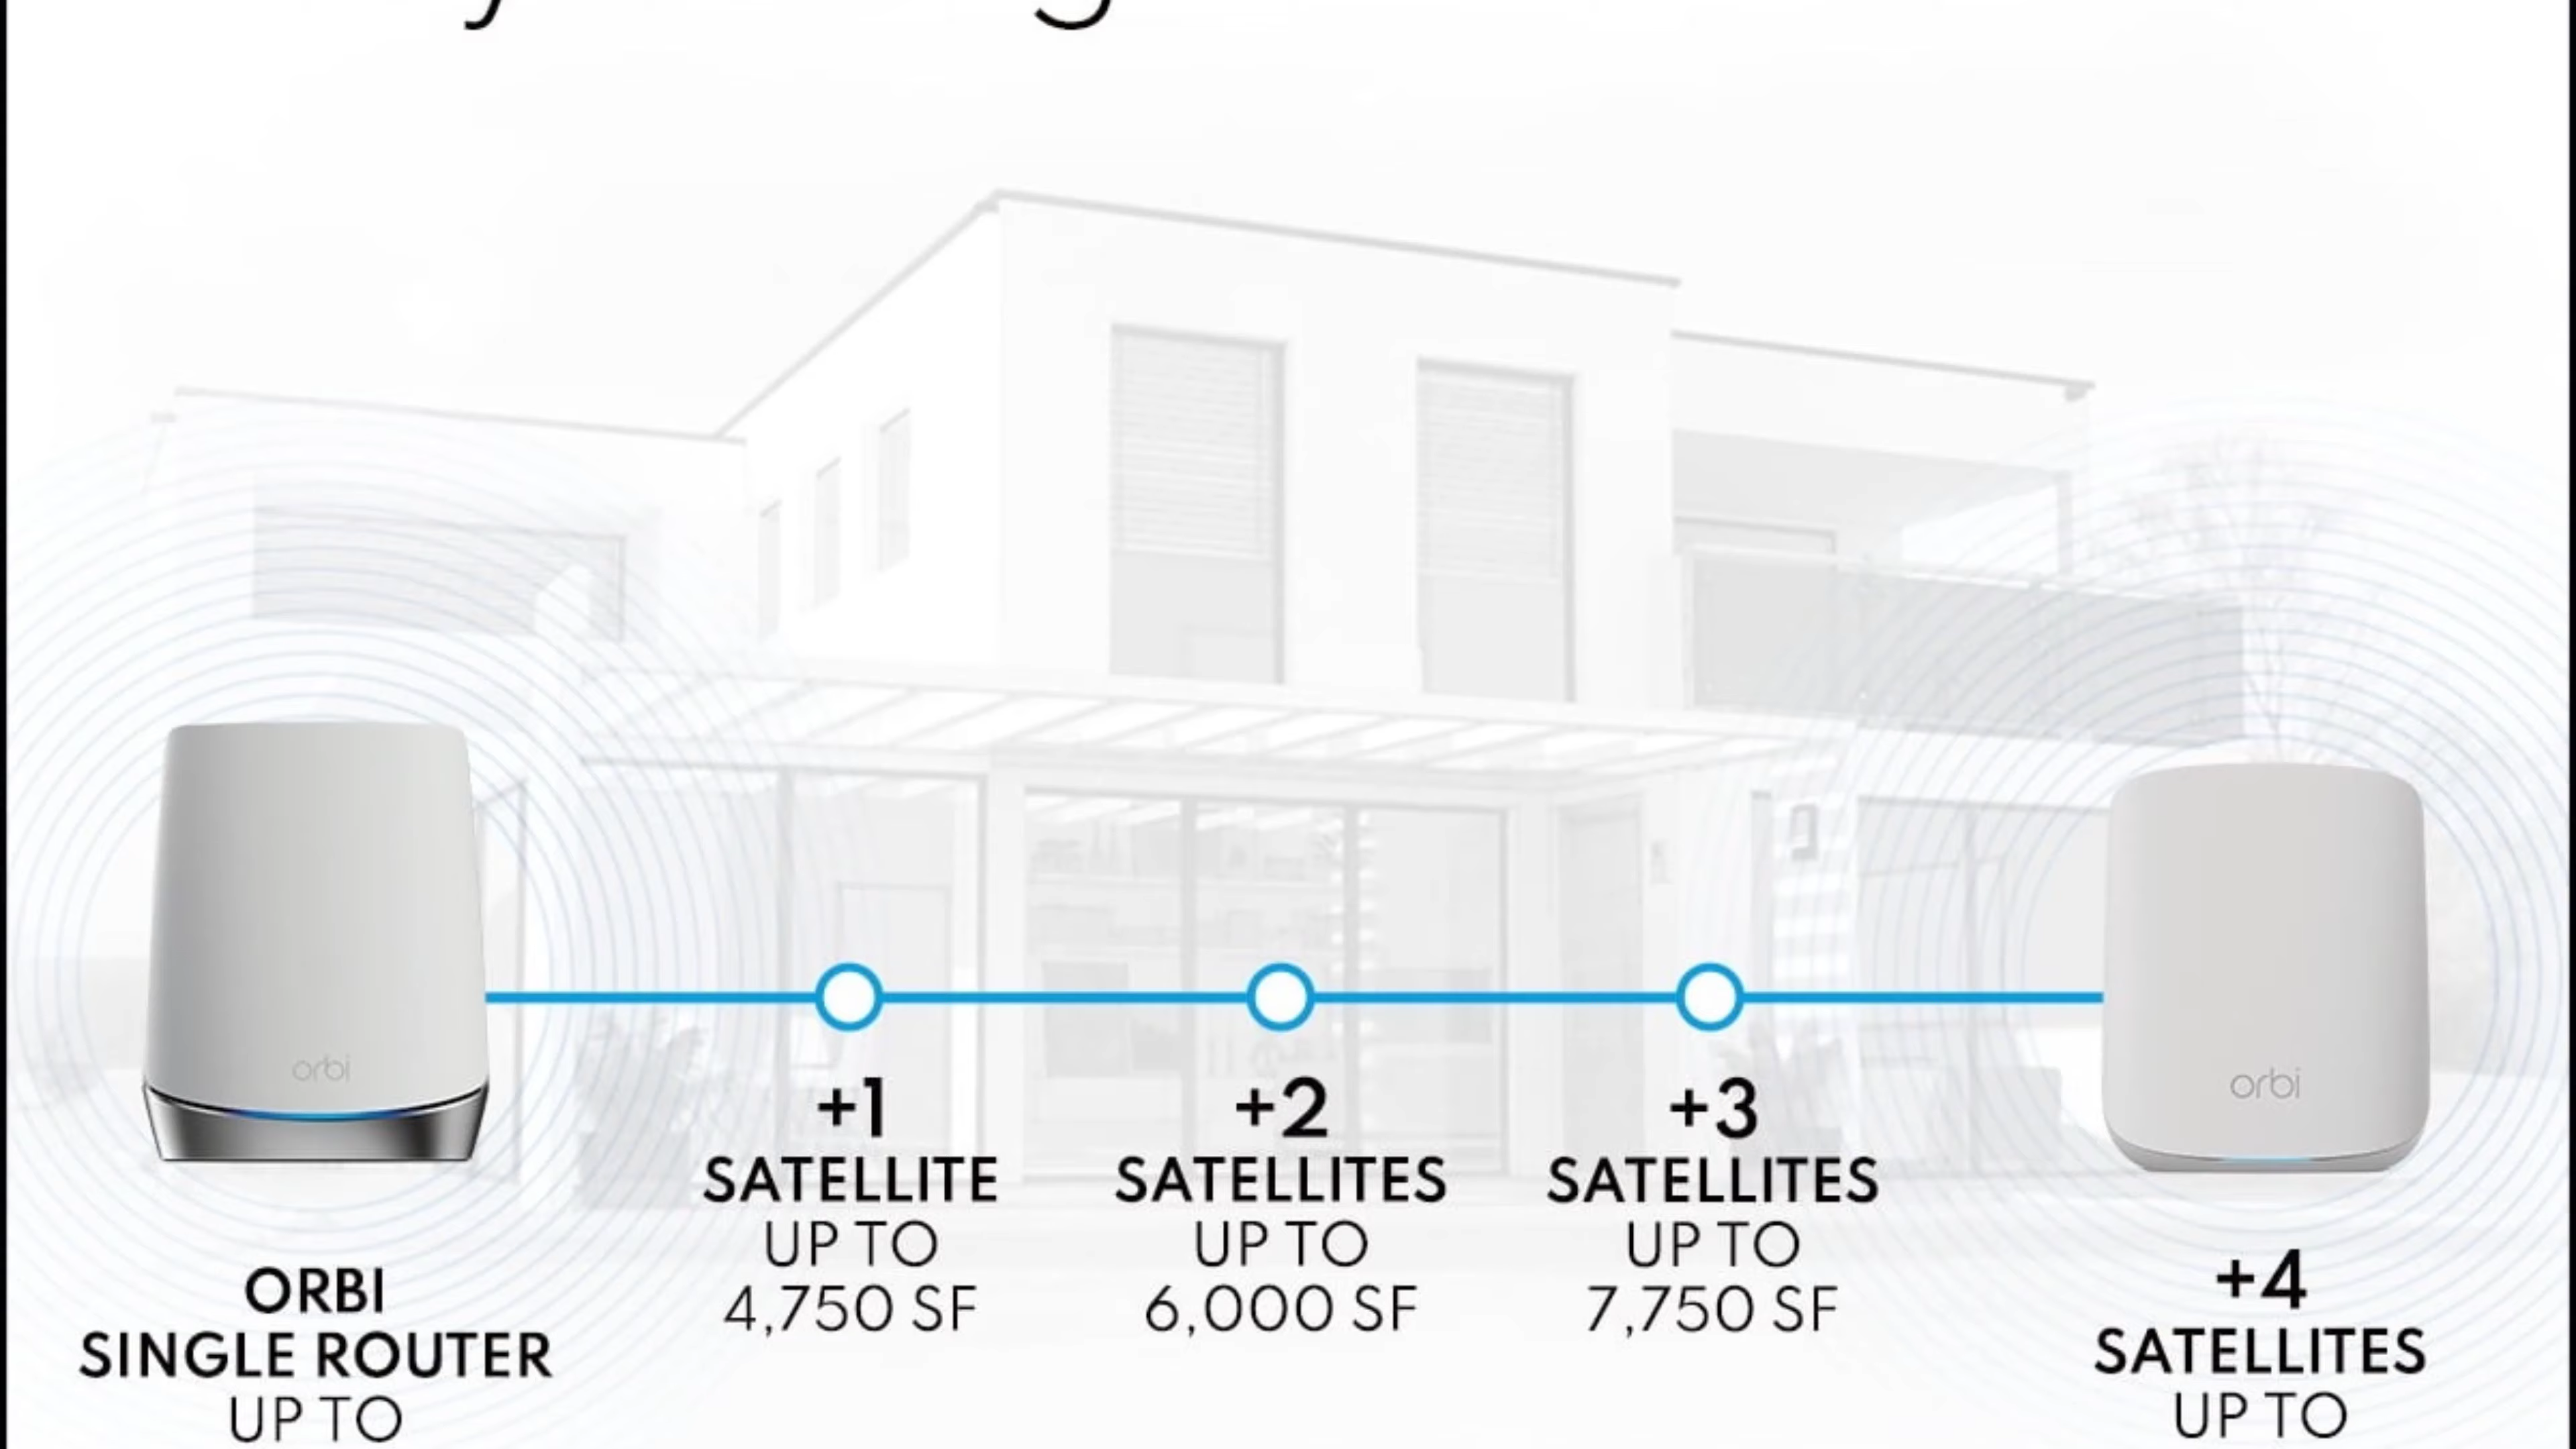 orbi
orbi
+1
SATELLITE
UP TO
4,750 SF
+2
SATELLITES
UP TO
6,000 SF
+3
SATELLITES
UP TO
7,750 SF
ORBI
SINGLE ROUTER
UP TO
+4
SATELLITES
UP TO